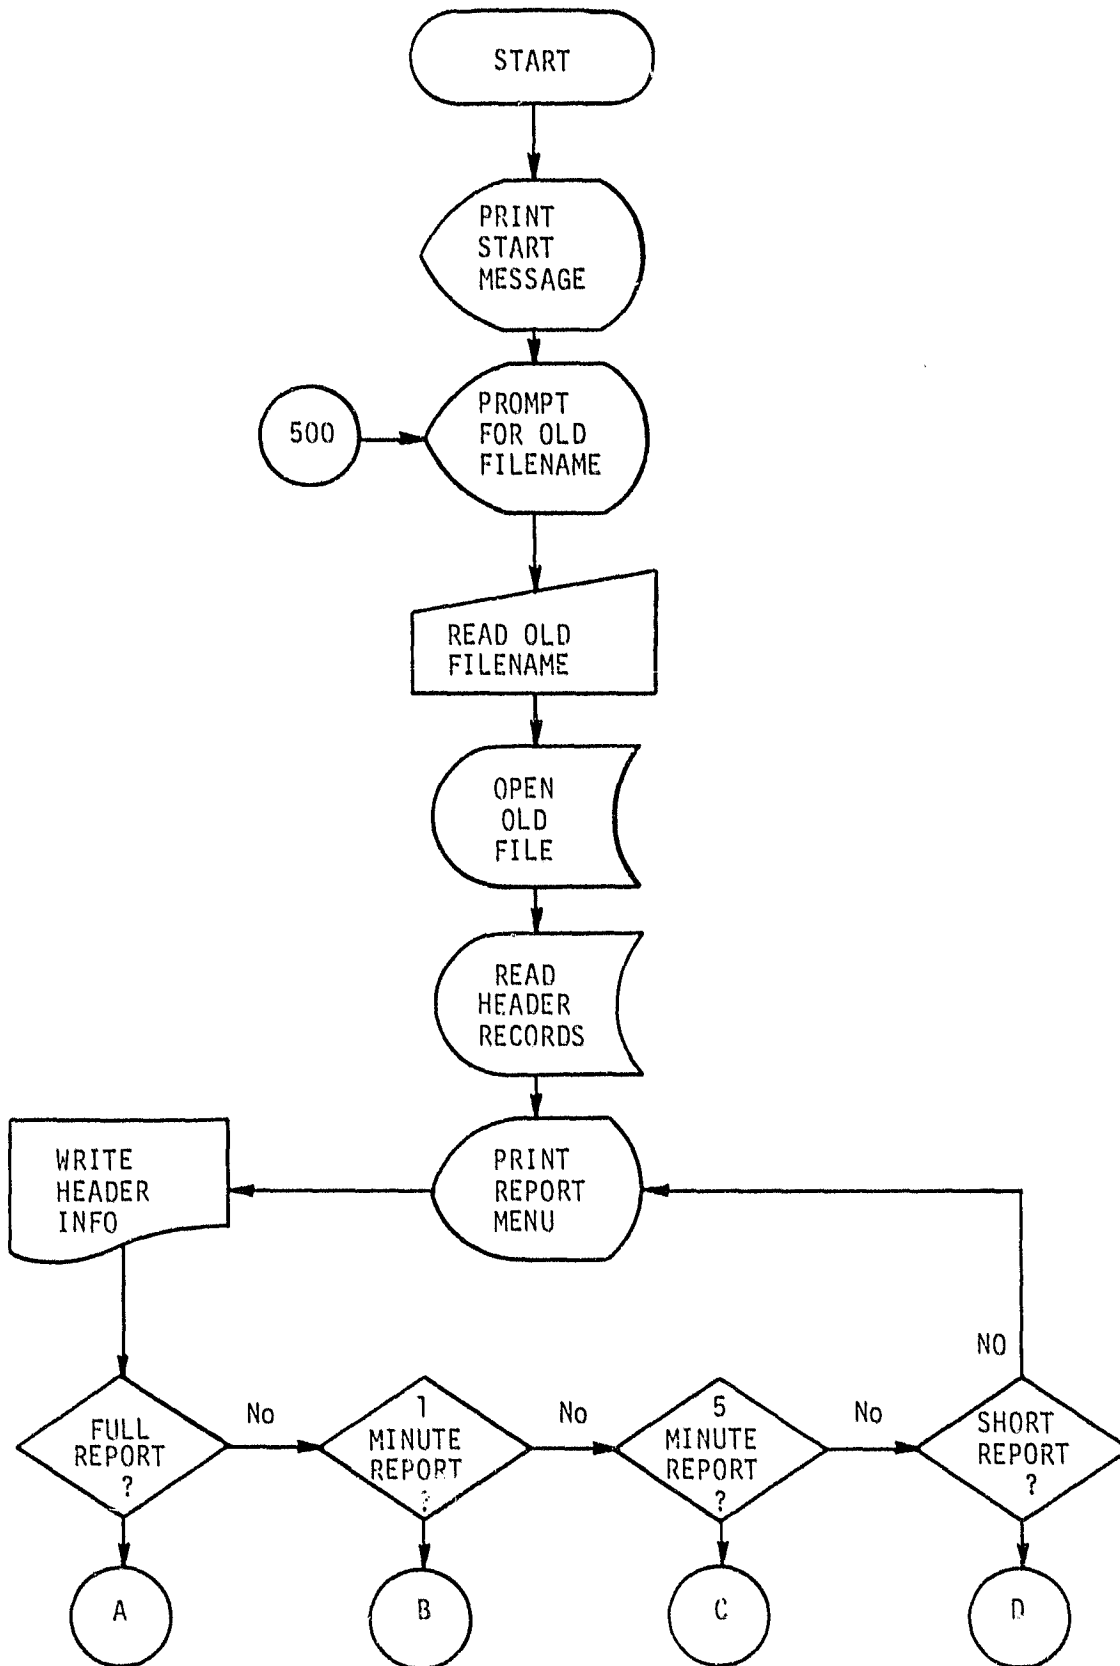 START
PRINT
START
MESSAGE
500
PROMPT
FOR OLD
FILENAME
READ OLD
FILENAME
OPEN
OLD
FILE
READ
HEADER
RECORDS
WRITE
HEADER
INFO
PRINT
REPORT
MENU
NO
FULL
REPORT
?
No
1
MINUTE
REPORT
?
No
5
MINUTE
REPORT
?
No
SHORT
REPORT
?
A
B
C
D